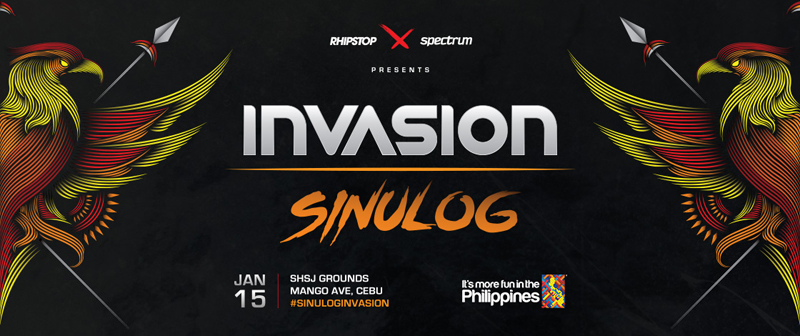 RHIPSTOP X spectrum
PRESENTS
INVASION
SINULOG
JAN
15
SHSJ GROUNDS
MANGO AVE, CEBU
#SINULOGINVASION
It's more fun in the
Philippines